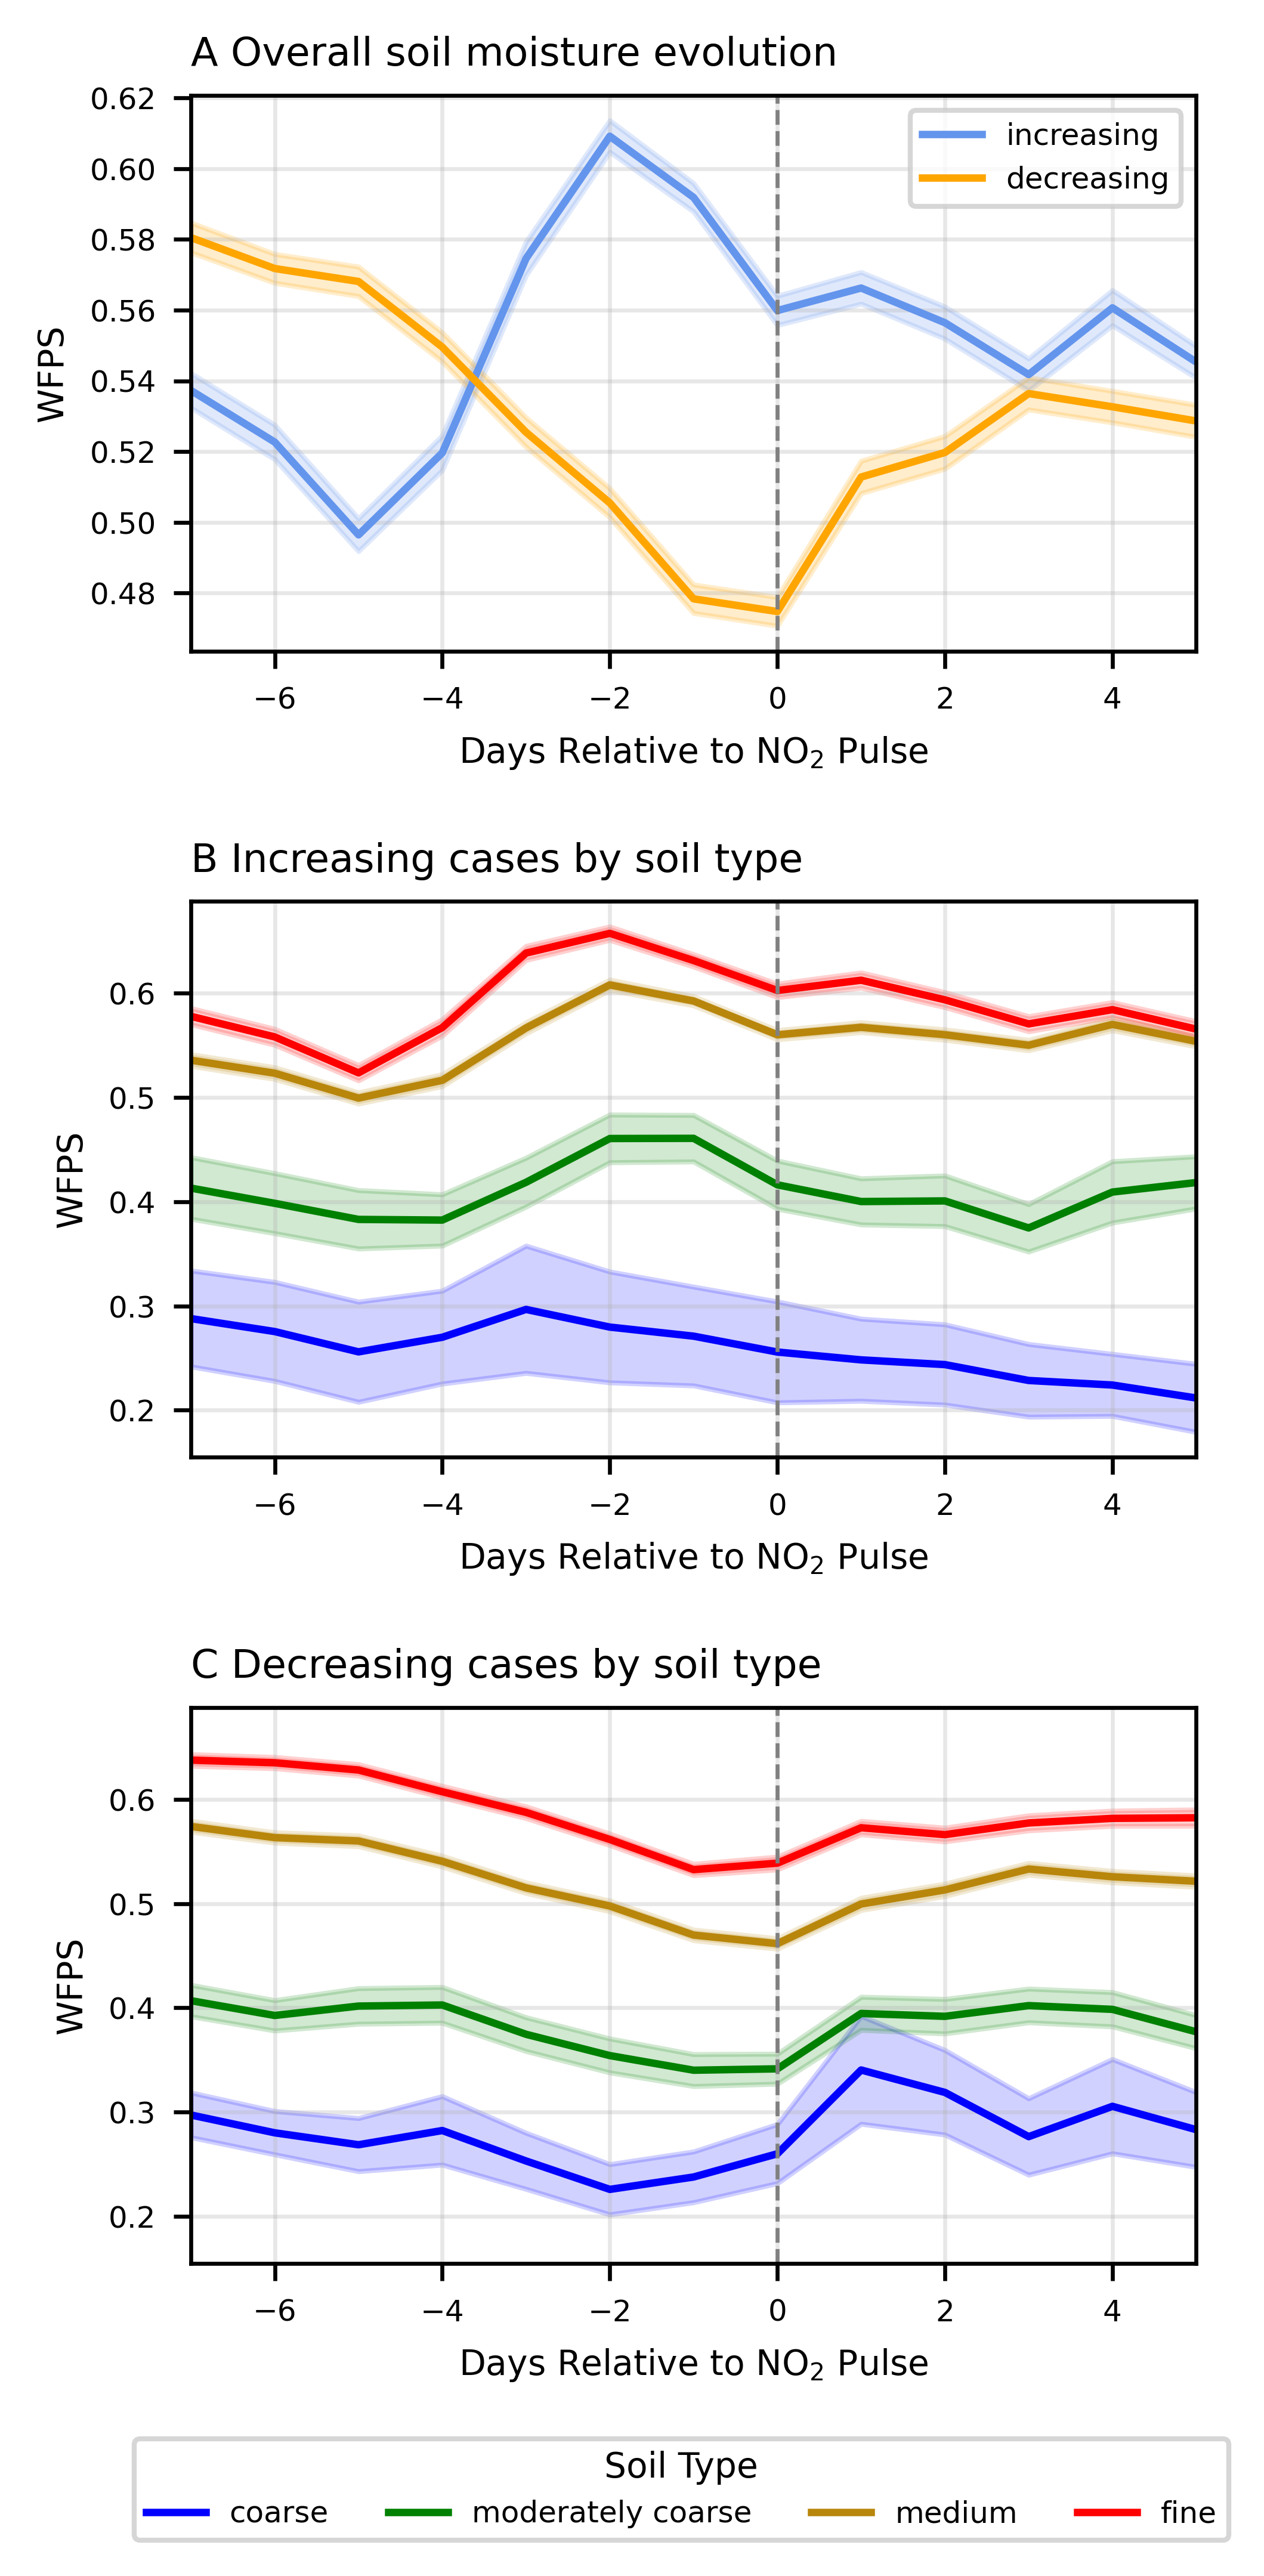 A Overall soil moisture evolution
0.62
0.60
0.58
0.56
0.54
0.52
0.50
0.48
WFPS
increasing
decreasing
−6 −4 −2 0 2 4
Days Relative to NO₂ Pulse
B Increasing cases by soil type
0.6
0.5
0.4
0.3
0.2
WFPS
−6 −4 −2 0 2 4
Days Relative to NO₂ Pulse
C Decreasing cases by soil type
0.6
0.5
0.4
0.3
0.2
WFPS
−6 −4 −2 0 2 4
Days Relative to NO₂ Pulse
Soil Type
coarse moderately coarse medium fine